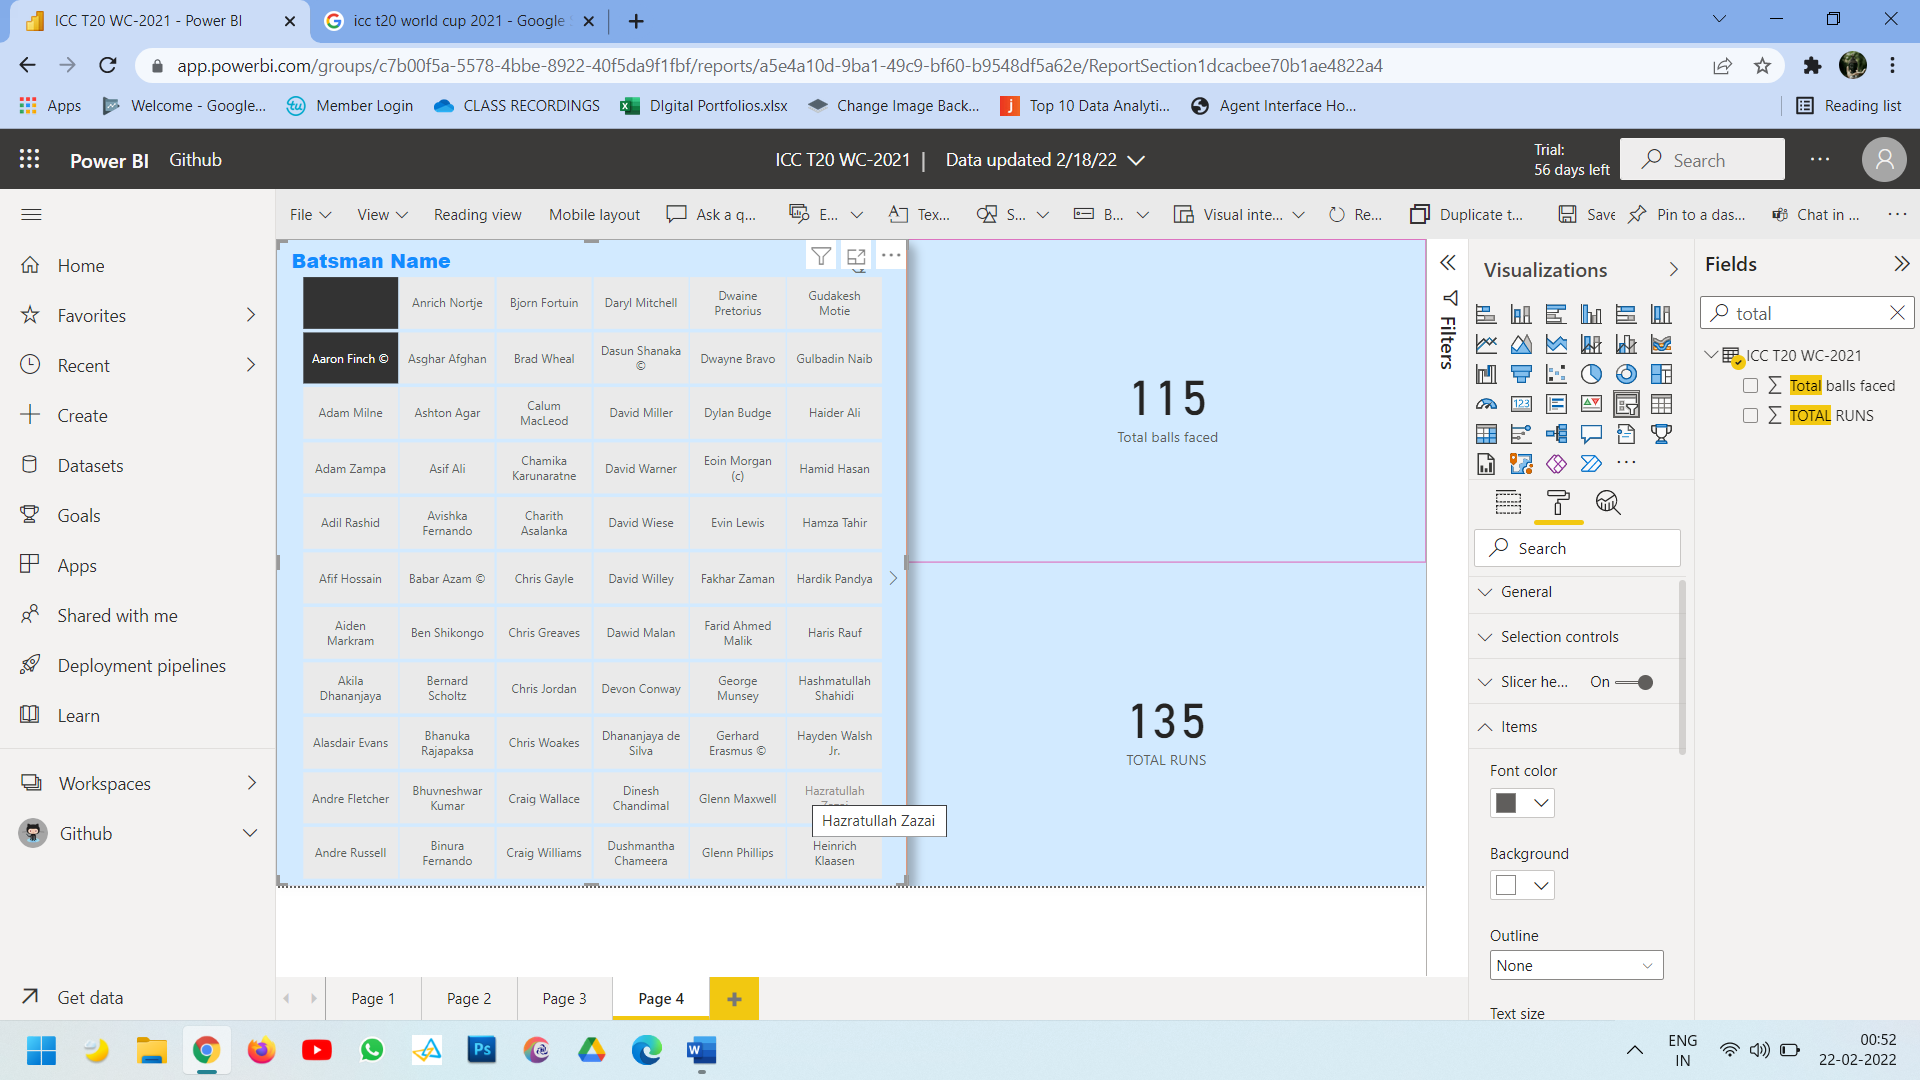 ICC T20 WC-2021 - Power BI
icc t20 world cup 2021 - Google
app.powerbi.com/groups/c7b00f5a-5578-4bbe-8922-40f5da9f1fbf/reports/a5e4a10d-9ba1-49c9-bf60-b9548df5a62e/ReportSection1dcacbee70b1ae4822a4
Apps
Welcome - Google...
Member Login
CLASS RECORDINGS
DIgital Portfolios.xlsx
Change Image Back...
Top 10 Data Analyti...
Agent Interface Ho...
Reading list
Power BI Github
ICC T20 WC-2021 | Data updated 2/18/22
Trial:
56 days left
Search
File
View
Reading view
Mobile layout
Ask a q...
E...
Tex...
S...
B...
Visual inte...
Re...
Duplicate t...
Save
Pin to a das...
Chat in ...
Home
Favorites
Recent
Create
Datasets
Goals
Apps
Shared with me
Deployment pipelines
Learn
Workspaces
Github
Get data
Batsman Name
Anrich Nortje
Bjorn Fortuin
Daryl Mitchell
Dwaine
Pretorius
Gudakesh
Motie
Aaron Finch ©
Asghar Afghan
Brad Wheal
Dasun Shanaka
©
Dwayne Bravo
Gulbadin Naib
Adam Milne
Ashton Agar
Calum
MacLeod
David Miller
Dylan Budge
Haider Ali
Adam Zampa
Asif Ali
Chamika
Karunaratne
David Warner
Eoin Morgan
(c)
Hamid Hasan
Adil Rashid
Avishka
Fernando
Charith
Asalanka
David Wiese
Evin Lewis
Hamza Tahir
Afif Hossain
Babar Azam ©
Chris Gayle
David Willey
Fakhar Zaman
Hardik Pandya
Aiden
Markram
Ben Shikongo
Chris Greaves
Dawid Malan
Farid Ahmed
Malik
Haris Rauf
Akila
Dhananjaya
Bernard
Scholtz
Chris Jordan
Devon Conway
George
Munsey
Hashmatullah
Shahidi
Alasdair Evans
Bhanuka
Rajapaksa
Chris Woakes
Dhananjaya de
Silva
Gerhard
Erasmus ©
Hayden Walsh
Jr.
Andre Fletcher
Bhuvneshwar
Kumar
Craig Wallace
Dinesh
Chandimal
Glenn Maxwell
Hazratullah
Hazratullah Zazai
Andre Russell
Binura
Fernando
Craig Williams
Dushmantha
Chameera
Glenn Phillips
Heinrich
Klaasen
115
Total balls faced
135
TOTAL RUNS
Filters
Visualizations
123
Search
General
Selection controls
Slicer he... On
Items
Font color
Background
Outline
None
Text size
Fields
total
ICC T20 WC-2021
Total balls faced
TOTAL RUNS
Page 1
Page 2
Page 3
Page 4
Ps
ENG
IN
00:52
22-02-2022